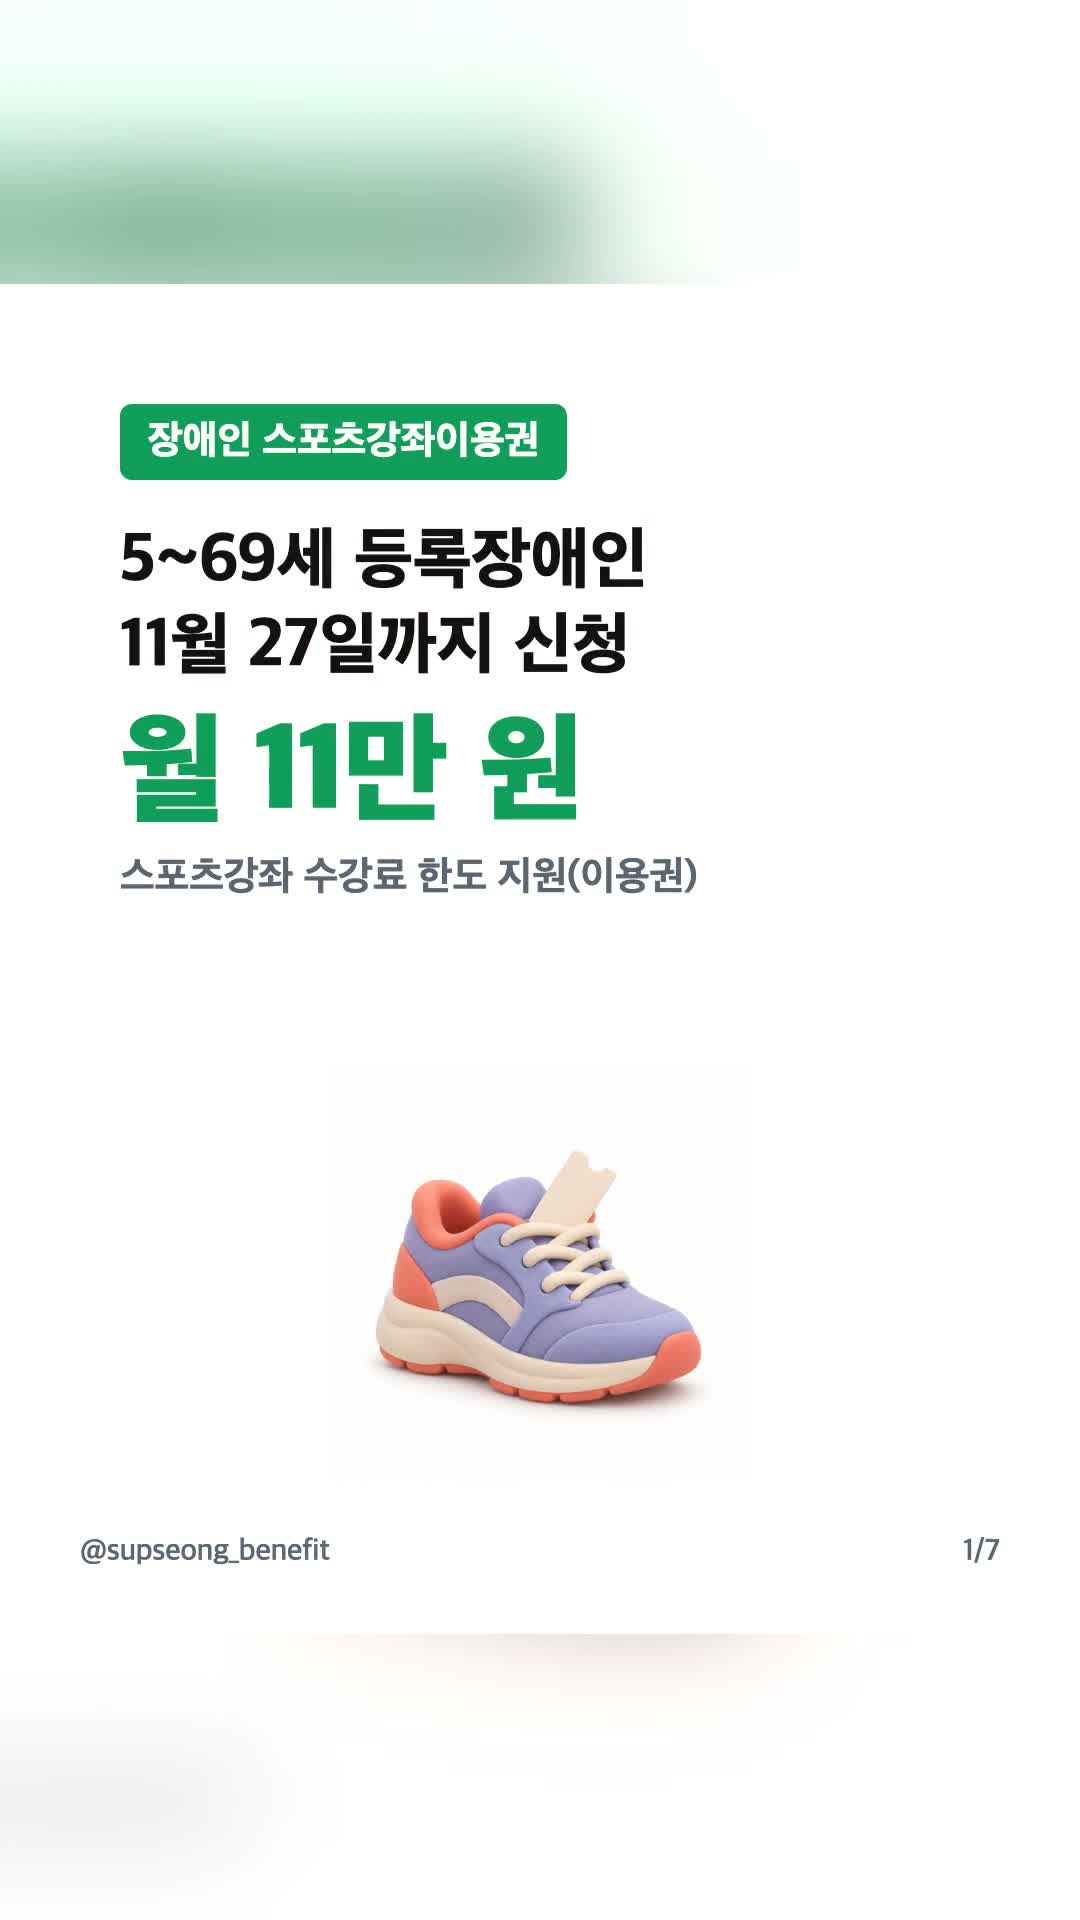 장애인 스포츠강좌이용권
5~69세 등록장애인
11월 27일까지 신청
월 11만 원
스포츠강좌 수강료 한도 지원(이용권)
@supseong_benefit
1/7